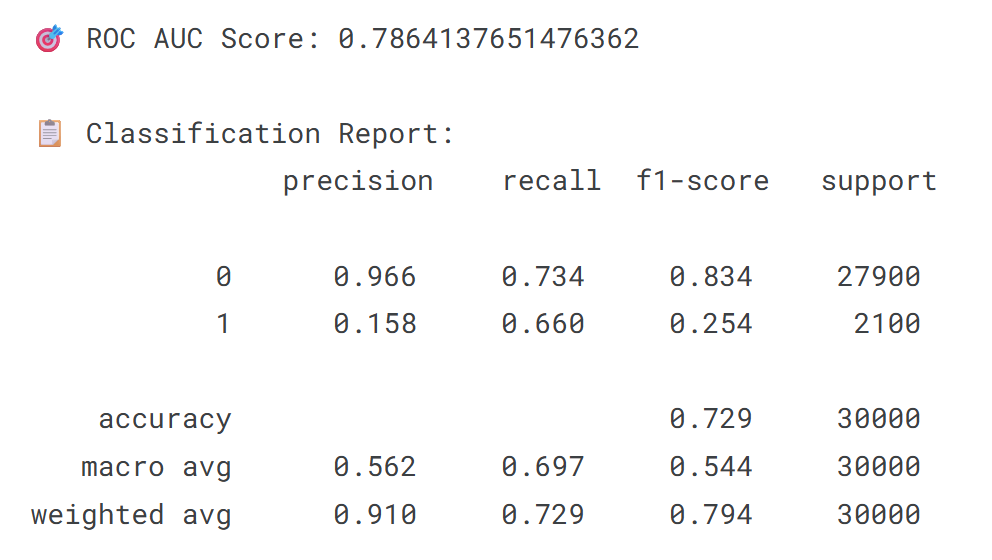 🎯 ROC AUC Score: 0.7864137651476362
📋 Classification Report:
precision recall f1-score support
0 0.966 0.734 0.834 27900
1 0.158 0.660 0.254 2100
accuracy 0.729 30000
macro avg 0.562 0.697 0.544 30000
weighted avg 0.910 0.729 0.794 30000